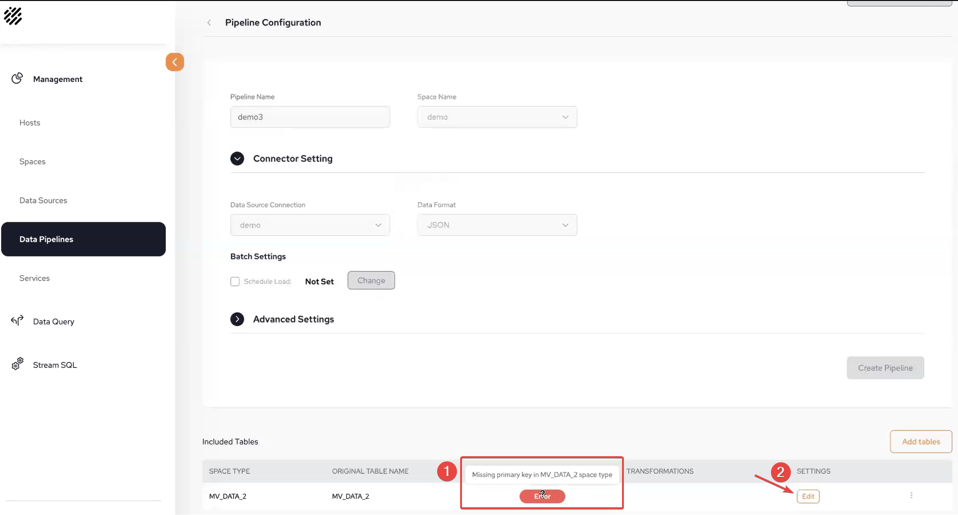 Pipeline Configuration
Management
Hosts
Spaces
Data Sources
Data Pipelines
Services
Data Query
Stream SQL
Pipeline Name
Space Name
demo3
demo
Connector Setting
Data Source Connection
Data Format
demo
JSON
Batch Settings
Schedule Load:
Not Set
Change
Advanced Settings
Create Pipeline
Included Tables
Add tables
SPACE TYPE
ORIGINAL TABLE NAME
1
Missing primary key in MV_DATA_2 space type
TRANSFORMATIONS
2
SETTINGS
MV_DATA_2
MV_DATA_2
Error
Edit